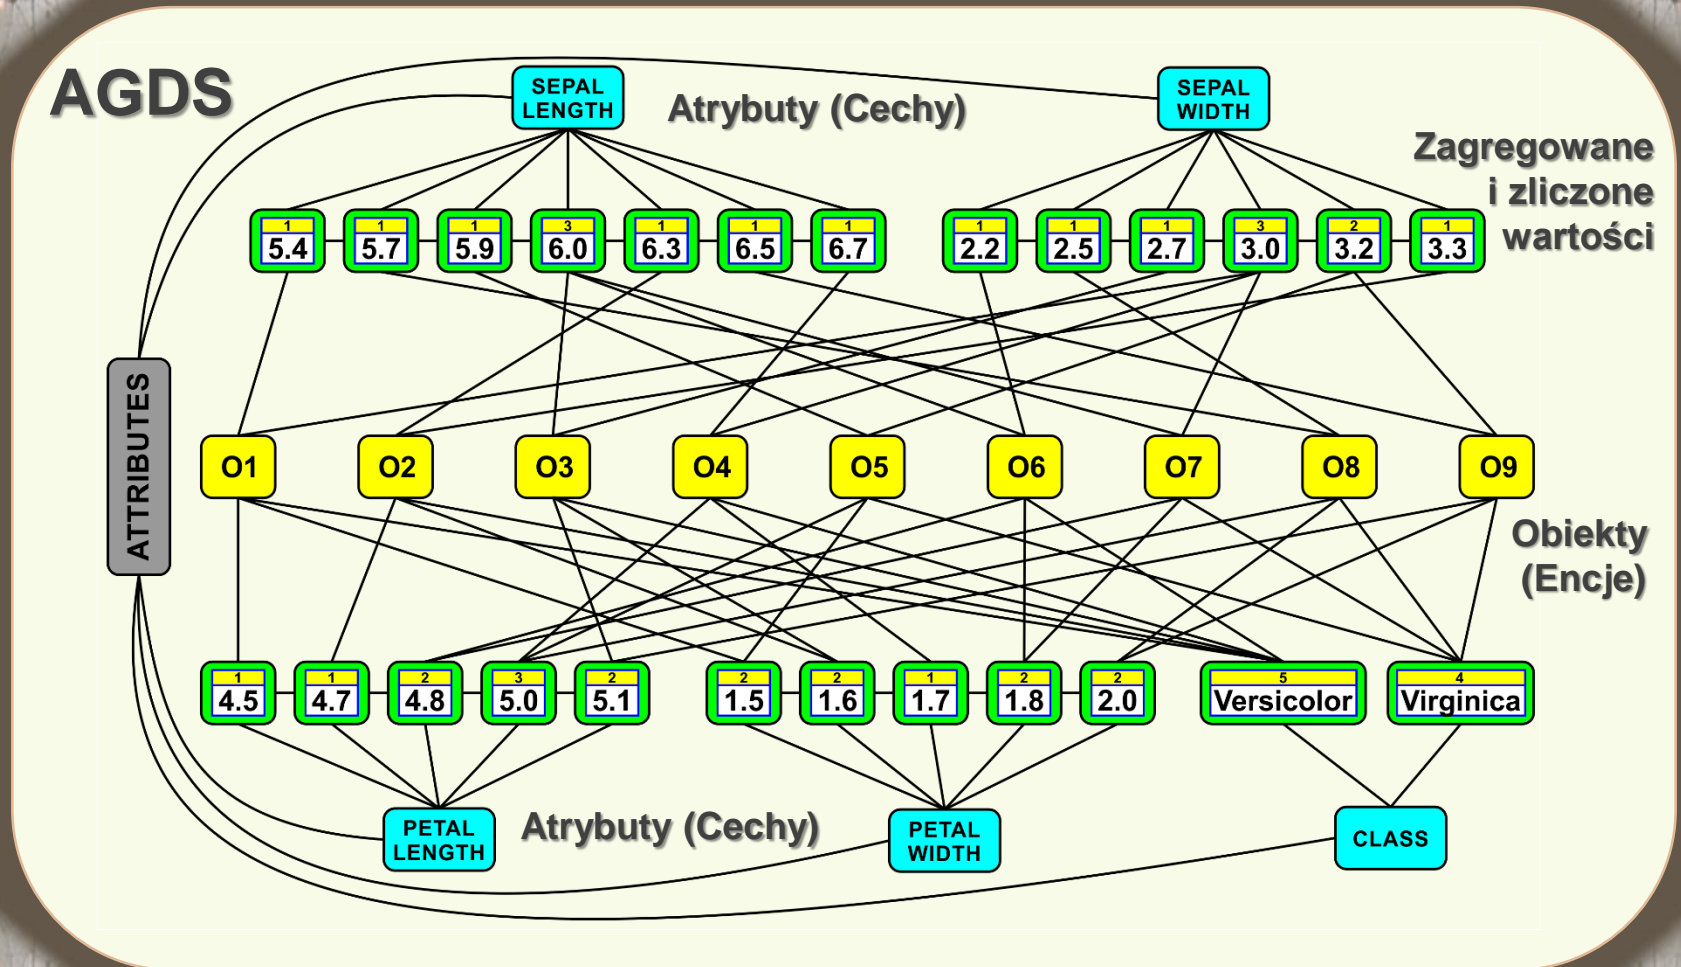 AGDS
SEPAL
LENGTH
Atrybuty (Cechy)
SEPAL
WIDTH
Zagregowane
i zliczone
wartości
1 1 1 3 1 1 1
5.4 5.7 5.9 6.0 6.3 6.5 6.7
1 1 1 3 2 1
2.2 2.5 2.7 3.0 3.2 3.3
ATTRIBUTES
O1 O2 O3 O4 O5 O6 O7 O8 O9
Obiekty
(Encje)
1 1 2 3 2
4.5 4.7 4.8 5.0 5.1
2 2 1 2 2
1.5 1.6 1.7 1.8 2.0
5 4
Versicolor Virginica
PETAL
LENGTH
Atrybuty (Cechy)
PETAL
WIDTH
CLASS